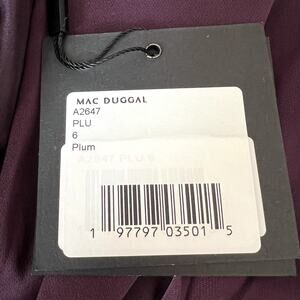 MAC DUGGAL
A2647
PLU
6
Plum
A2647 PLU 6
1 97797 03501 5